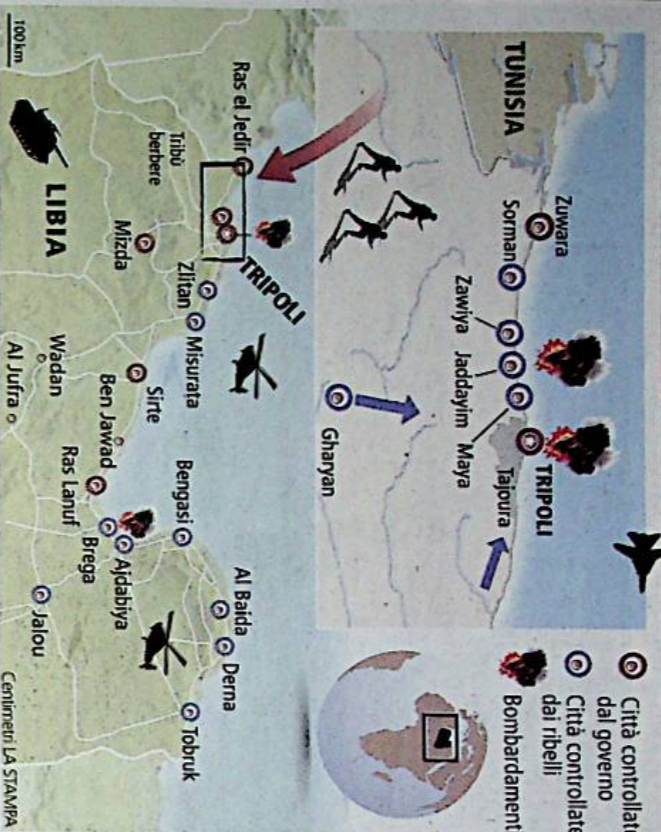 TUNISIA
Zuwara
Sorman
Zawiya
Jaddayim
Maya
TRIPOLI
Tajoura
Gharyan
Città controllate
dal governo
Città controllate
dai ribelli
Bombardament
Ras el Jedir
Tribù
berbere
TRIPOLI
LIBIA
Mizda
Zlitan
Misurata
Sirte
Wadan
Al Jufra
Ben Jawad
Ras Lanuf
Bengasi
Brega
Ajdabiya
Al Baida
Derna
Jalou
Tobruk
100 km
Centimetri LA STAMPA